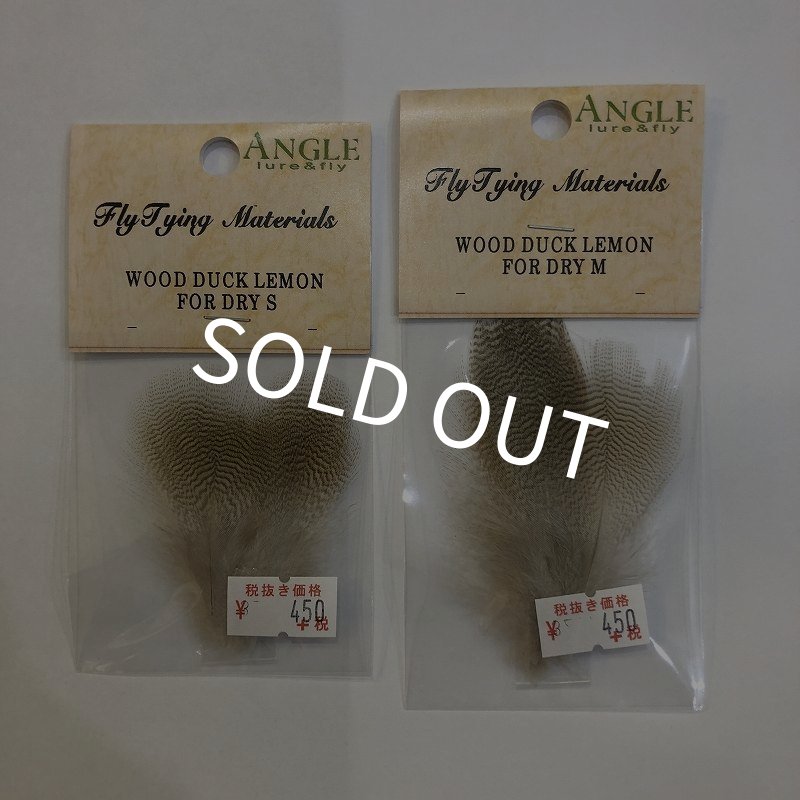 ANGLE
lure&fly
FlyTying Materials
WOOD DUCK LEMON
FOR DRY S
税抜き価格
¥ 450
+税
ANGLE
lure&fly
FlyTying Materials
WOOD DUCK LEMON
FOR DRY M
税抜き価格
¥ 450
+税
SOLD OUT